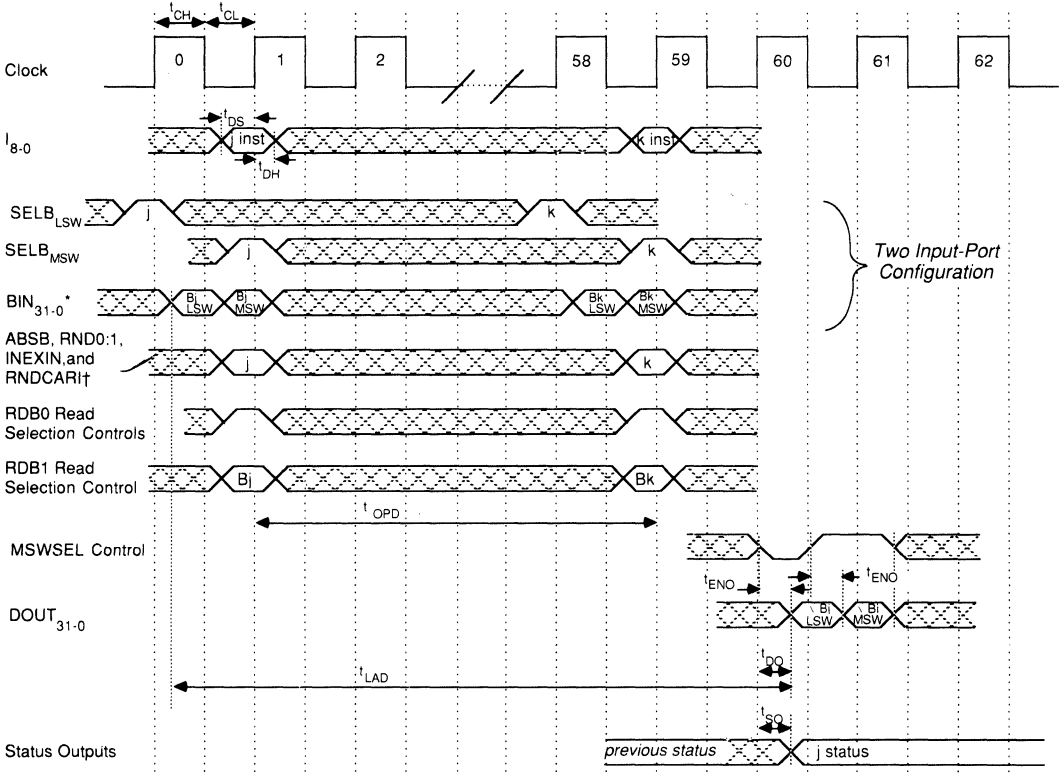 tCH tCL
Clock 0 1 2 58 59 60 61 62
tDS
I8-0 j inst k inst
tDH
SELBLSW j k
SELBMSW j k
Two Input-Port
Configuration
BIN31-0* Bj LSW Bj MSW Bk LSW Bk MSW
ABSB, RND0:1,
INEXIN,and
RNDCARI† j k
RDB0 Read
Selection Controls
RDB1 Read
Selection Control Bj Bk
tOPD
MSWSEL Control
tENO tENO
DOUT31-0 Bj LSW Bj MSW
tDO
tLAD
tSO
Status Outputs previous status j status